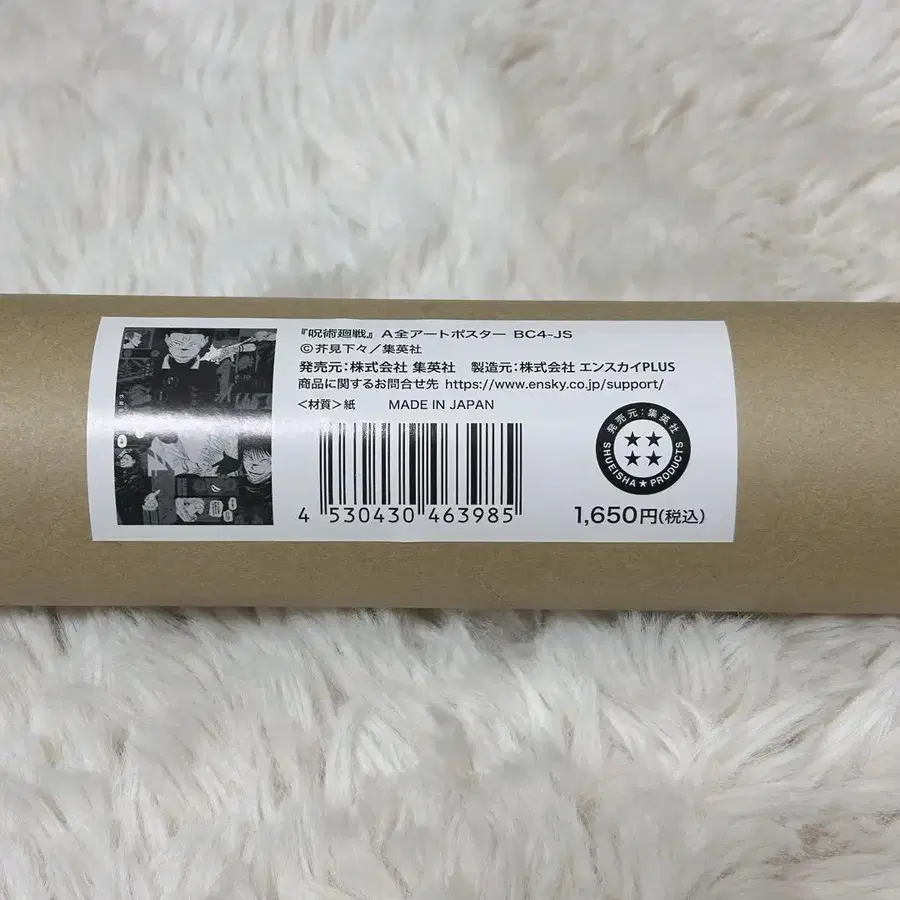 『呪術廻戦』 A全アートポスター BC4-JS
©芥見下々／集英社
発売元：株式会社 集英社　製造元：株式会社 エンスカイPLUS
商品に関するお問合せ先 https://www.ensky.co.jp/support/
＜材質＞紙　MADE IN JAPAN
4 530430 463985
発売元：集英社
SHUEISHA ★ PRODUCTS
1,650円(税込)